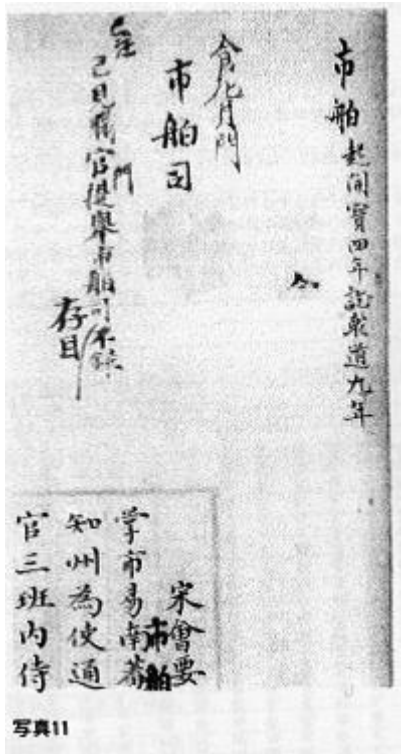 市舶 起開寶四年訖乾道九年
食貨門
市舶司
注
已見職官門提舉市舶司不錄
存目
宋會要
市舶
掌市易南蕃
知州為使通
官三班内侍
写真11